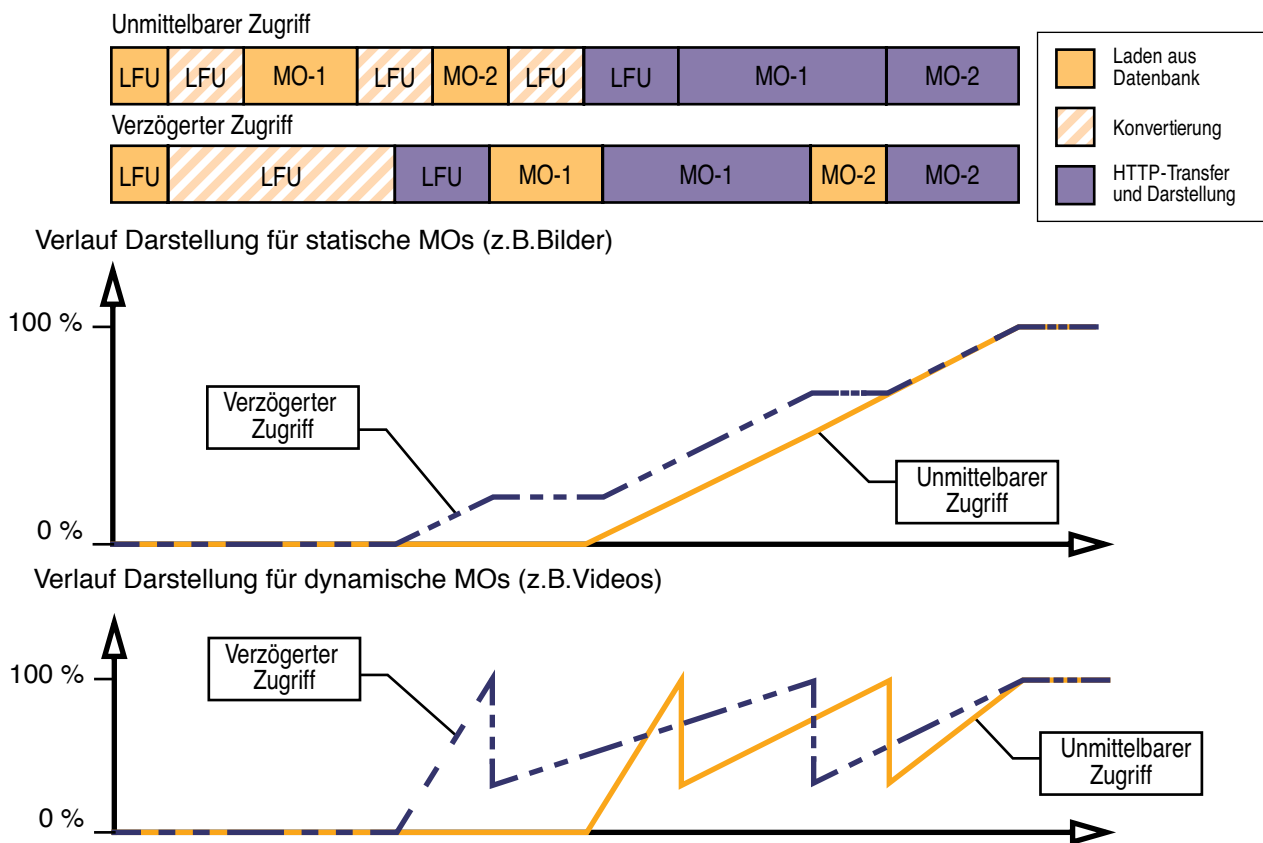 Unmittelbarer Zugriff
LFU LFU MO-1 LFU MO-2 LFU LFU MO-1 MO-2
Verzögerter Zugriff
LFU LFU LFU MO-1 MO-1 MO-2 MO-2
Laden aus
Datenbank
Konvertierung
HTTP-Transfer
und Darstellung
Verlauf Darstellung für statische MOs (z.B.Bilder)
100 %
Verzögerter
Zugriff
Unmittelbarer
Zugriff
0 %
Verlauf Darstellung für dynamische MOs (z.B.Videos)
100 %
Verzögerter
Zugriff
Unmittelbarer
Zugriff
0 %